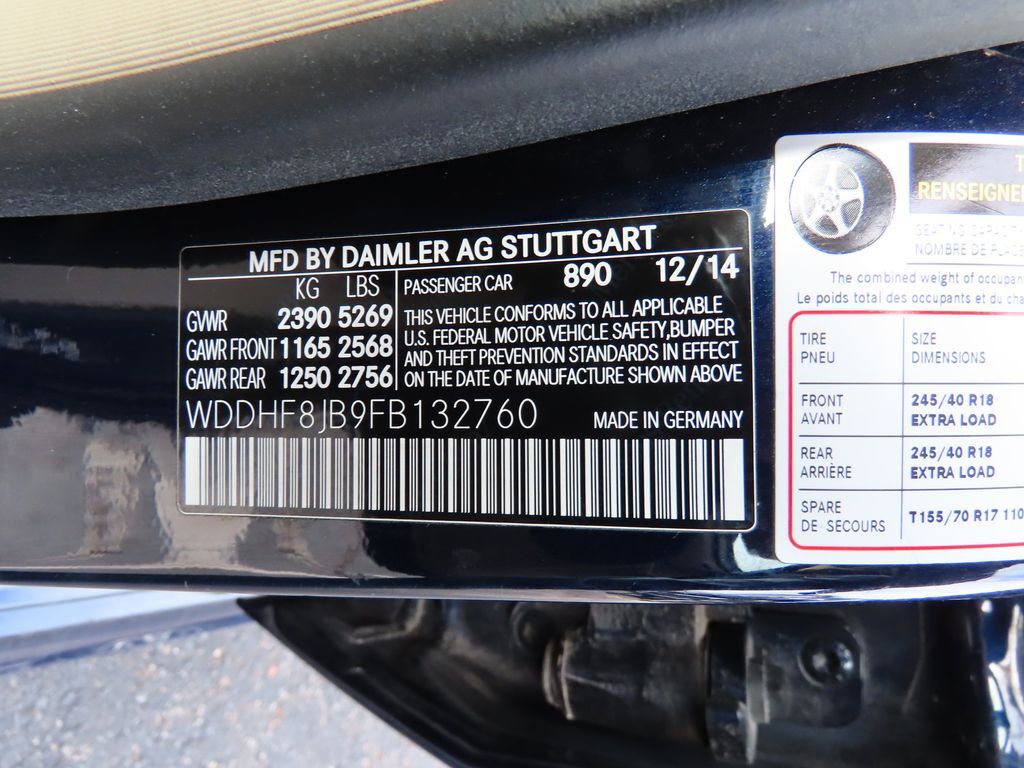 MFD BY DAIMLER AG STUTTGART
KG LBS
GVWR 2390 5269
GAWR FRONT 1165 2568
GAWR REAR 1250 2756
PASSENGER CAR 890 12/14
THIS VEHICLE CONFORMS TO ALL APPLICABLE
U.S. FEDERAL MOTOR VEHICLE SAFETY,BUMPER
AND THEFT PREVENTION STANDARDS IN EFFECT
ON THE DATE OF MANUFACTURE SHOWN ABOVE
WDDHF8JB9FB132760 MADE IN GERMANY
NOMBRE DE
The combined weight of
Le poids total des occupants et du
TIRE SIZE
PNEU DIMENSIONS
FRONT 245/40 R18
AVANT EXTRA LOAD
REAR 245/40 R18
ARRIÈRE EXTRA LOAD
SPARE
DE SECOURS T155/70 R17 110